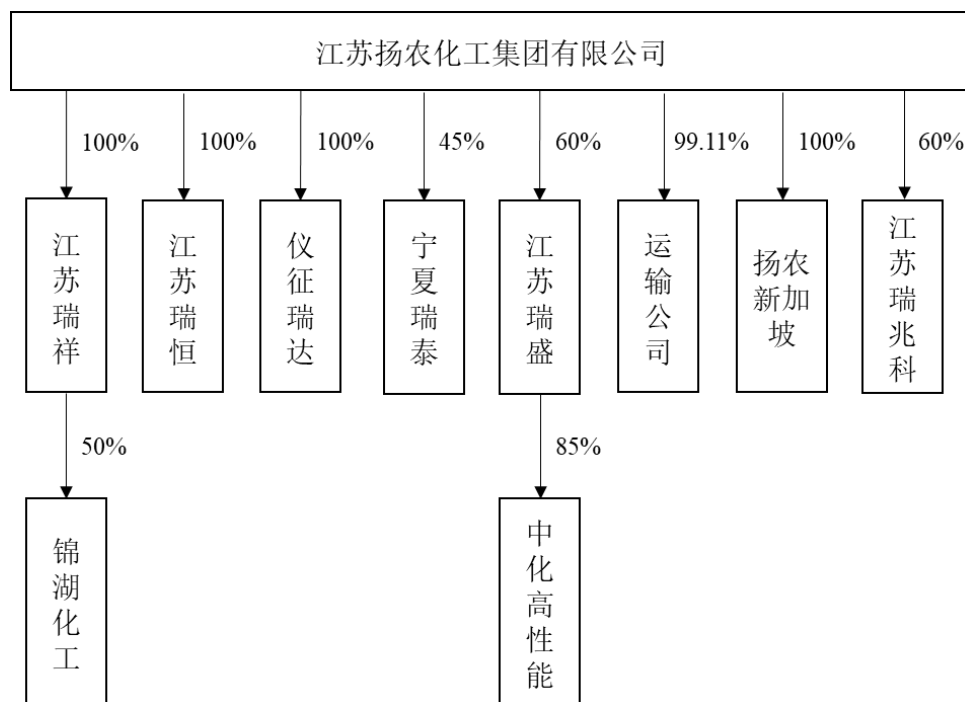 江苏扬农化工集团有限公司
100%
100%
100%
45%
60%
99.11%
100%
60%
江苏瑞祥
江苏瑞恒
仪征瑞达
宁夏瑞泰
江苏瑞盛
运输公司
扬农
新加
坡
江苏瑞兆科
50%
85%
锦湖化工
中化高性能